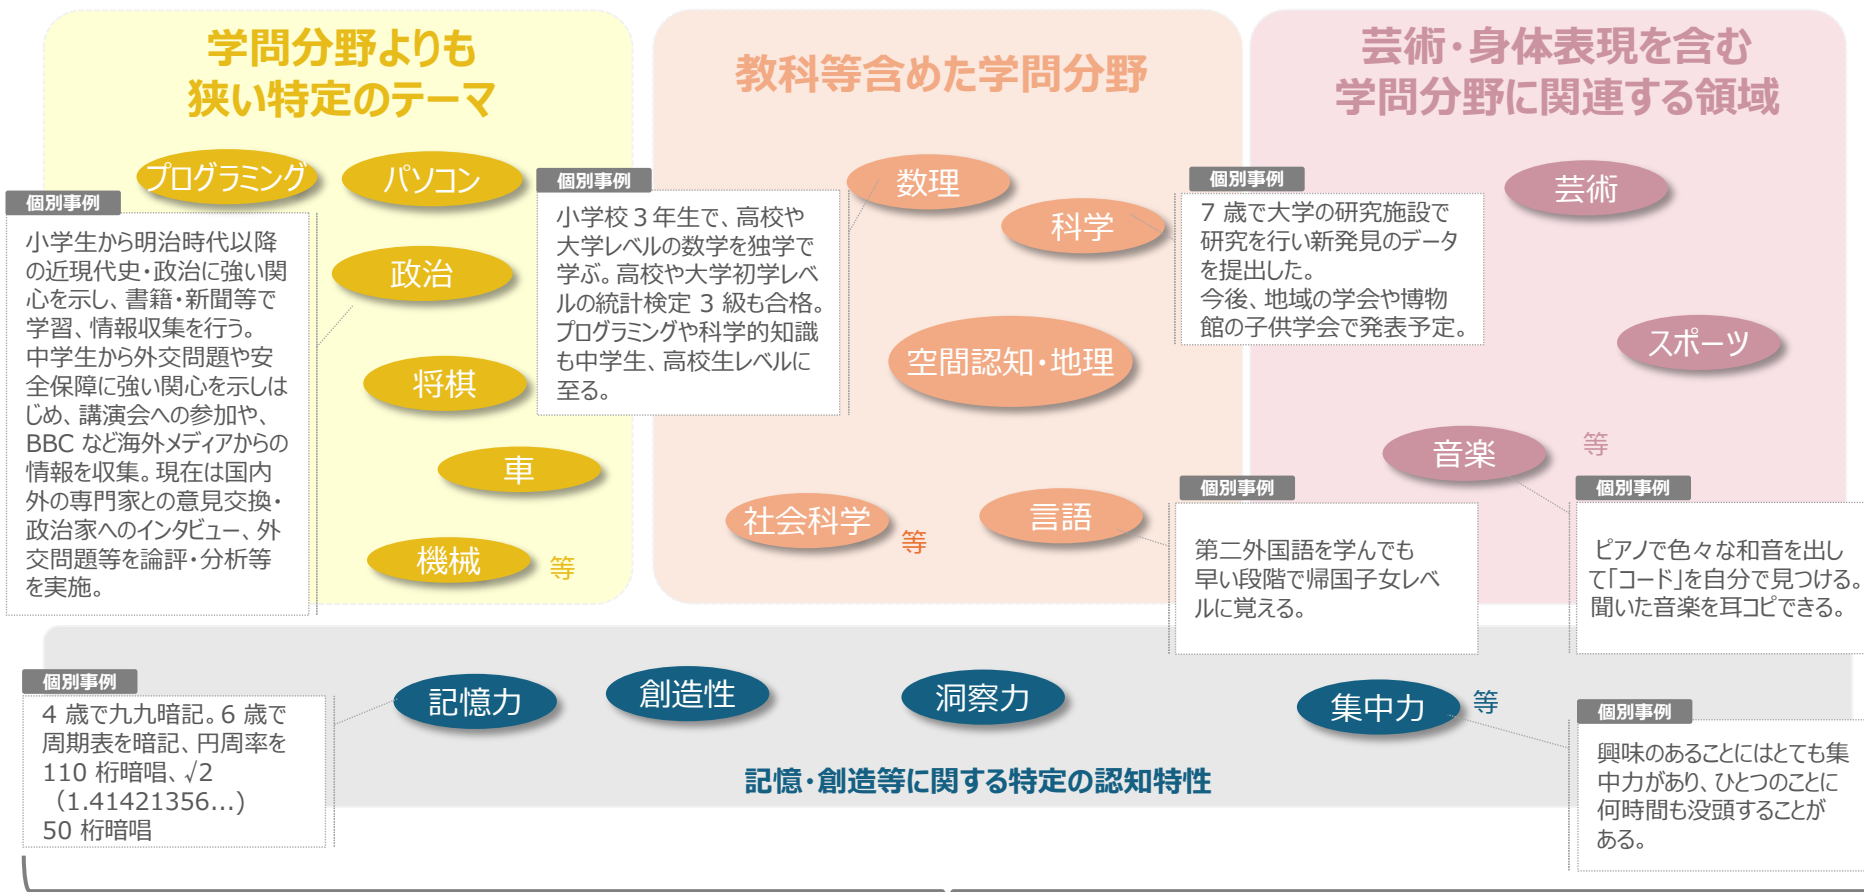 学問分野よりも
狭い特定のテーマ
プログラミング
パソコン
個別事例
小学生から明治時代以降
の近現代史・政治に強い関
心を示し、書籍・新聞等で
学習、情報収集を行う。
中学生から外交問題や安
全保障に強い関心を示しは
じめ、講演会への参加や、
BBC など海外メディアからの
情報を収集。現在は国内
外の専門家との意見交換・
政治家へのインタビュー、外
交問題等を論評・分析等
を実施。
政治
将棋
車
機械
等
教科等含めた学問分野
個別事例
小学校３年生で、高校や
大学レベルの数学を独学で
学ぶ。高校や大学初学レベ
ルの統計検定 3 級も合格。
プログラミングや科学的知識
も中学生、高校生レベルに
至る。
数理
科学
空間認知・地理
社会科学
等
言語
個別事例
7 歳で大学の研究施設で
研究を行い新発見のデータ
を提出した。
今後、地域の学会や博物
館の子供学会で発表予定。
個別事例
第二外国語を学んでも
早い段階で帰国子女レベ
ルに覚える。
芸術・身体表現を含む
学問分野に関連する領域
芸術
スポーツ
音楽
等
個別事例
ピアノで色々な和音を出し
て「コード」を自分で見つける。
聞いた音楽を耳コピできる。
個別事例
4 歳で九九暗記。6 歳で
周期表を暗記、円周率を
110 桁暗唱、√2
（1.41421356...)
50 桁暗唱
記憶力
創造性
洞察力
集中力
等
記憶・創造等に関する特定の認知特性
個別事例
興味のあることにはとても集
中力があり、ひとつのことに
何時間も没頭することが
ある。